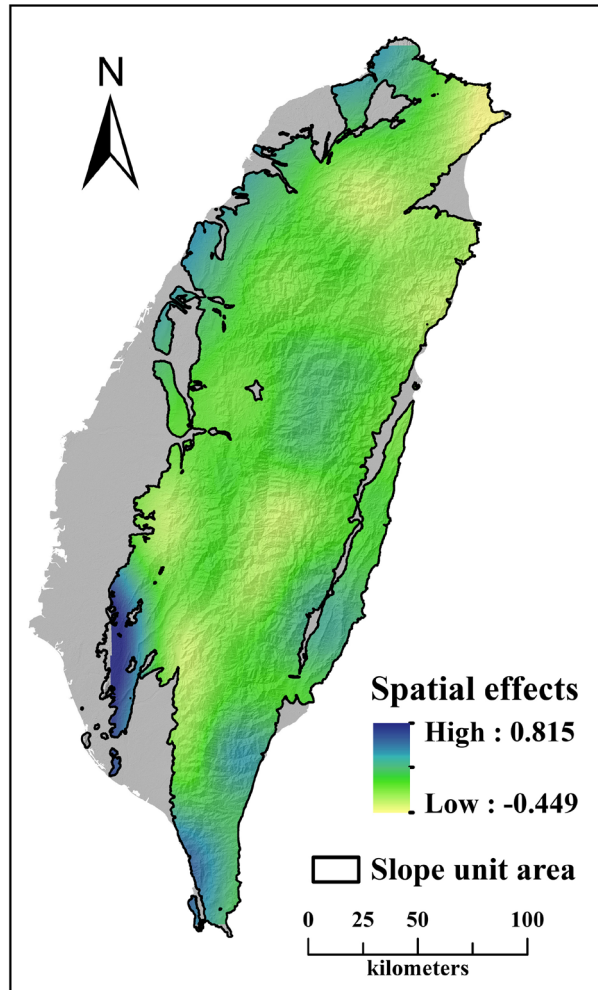 N
Spatial effects
High : 0.815
Low : -0.449
Slope unit area
0 25 50 100
kilometers